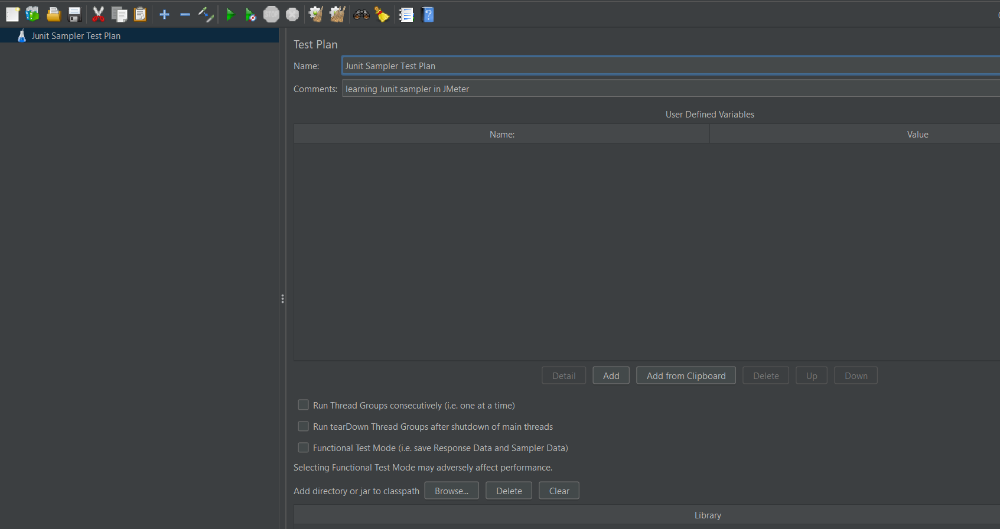 STOP
Junit Sampler Test Plan
Test Plan
Name: Junit Sampler Test Plan
Comments: learning Junit sampler in JMeter
User Defined Variables
Name: Value
Detail Add Add from Clipboard Delete Up Down
Run Thread Groups consecutively (i.e. one at a time)
Run tearDown Thread Groups after shutdown of main threads
Functional Test Mode (i.e. save Response Data and Sampler Data)
Selecting Functional Test Mode may adversely affect performance.
Add directory or jar to classpath Browse... Delete Clear
Library